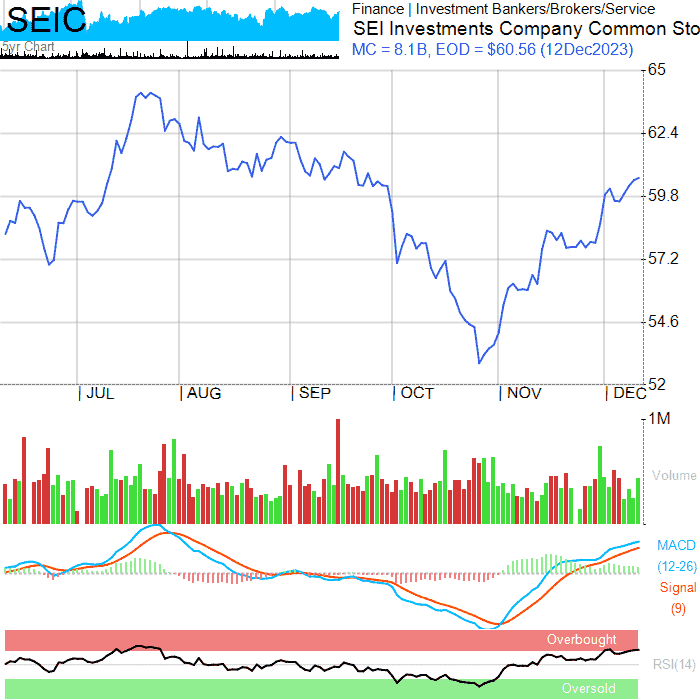 SEIC
Finance | Investment Bankers/Brokers/Service
SEI Investments Company Common Sto
5yr Chart
MC = 8.1B, EOD = $60.56 (12Dec2023)
65
62.4
59.8
57.2
54.6
52
| JUL | AUG | SEP | OCT | NOV | DEC
1M
Volume
MACD
(12-26)
Signal
(9)
Overbought
RSI(14)
Oversold